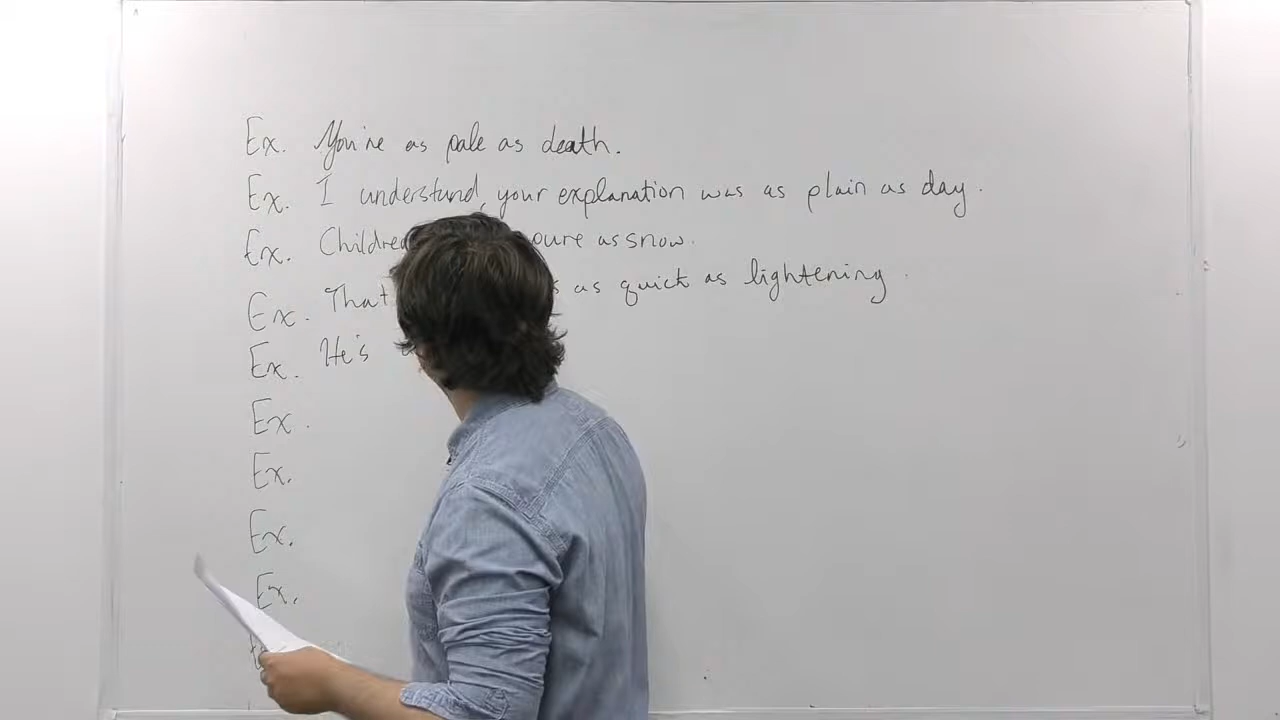 Ex. You're as pale as death.
Ex. I understand, your explanation was as plain as day.
Ex. Children pure as snow.
Ex. That as quick as lightening.
Ex. He's
Ex.
Ex.
Ex.
Ex.